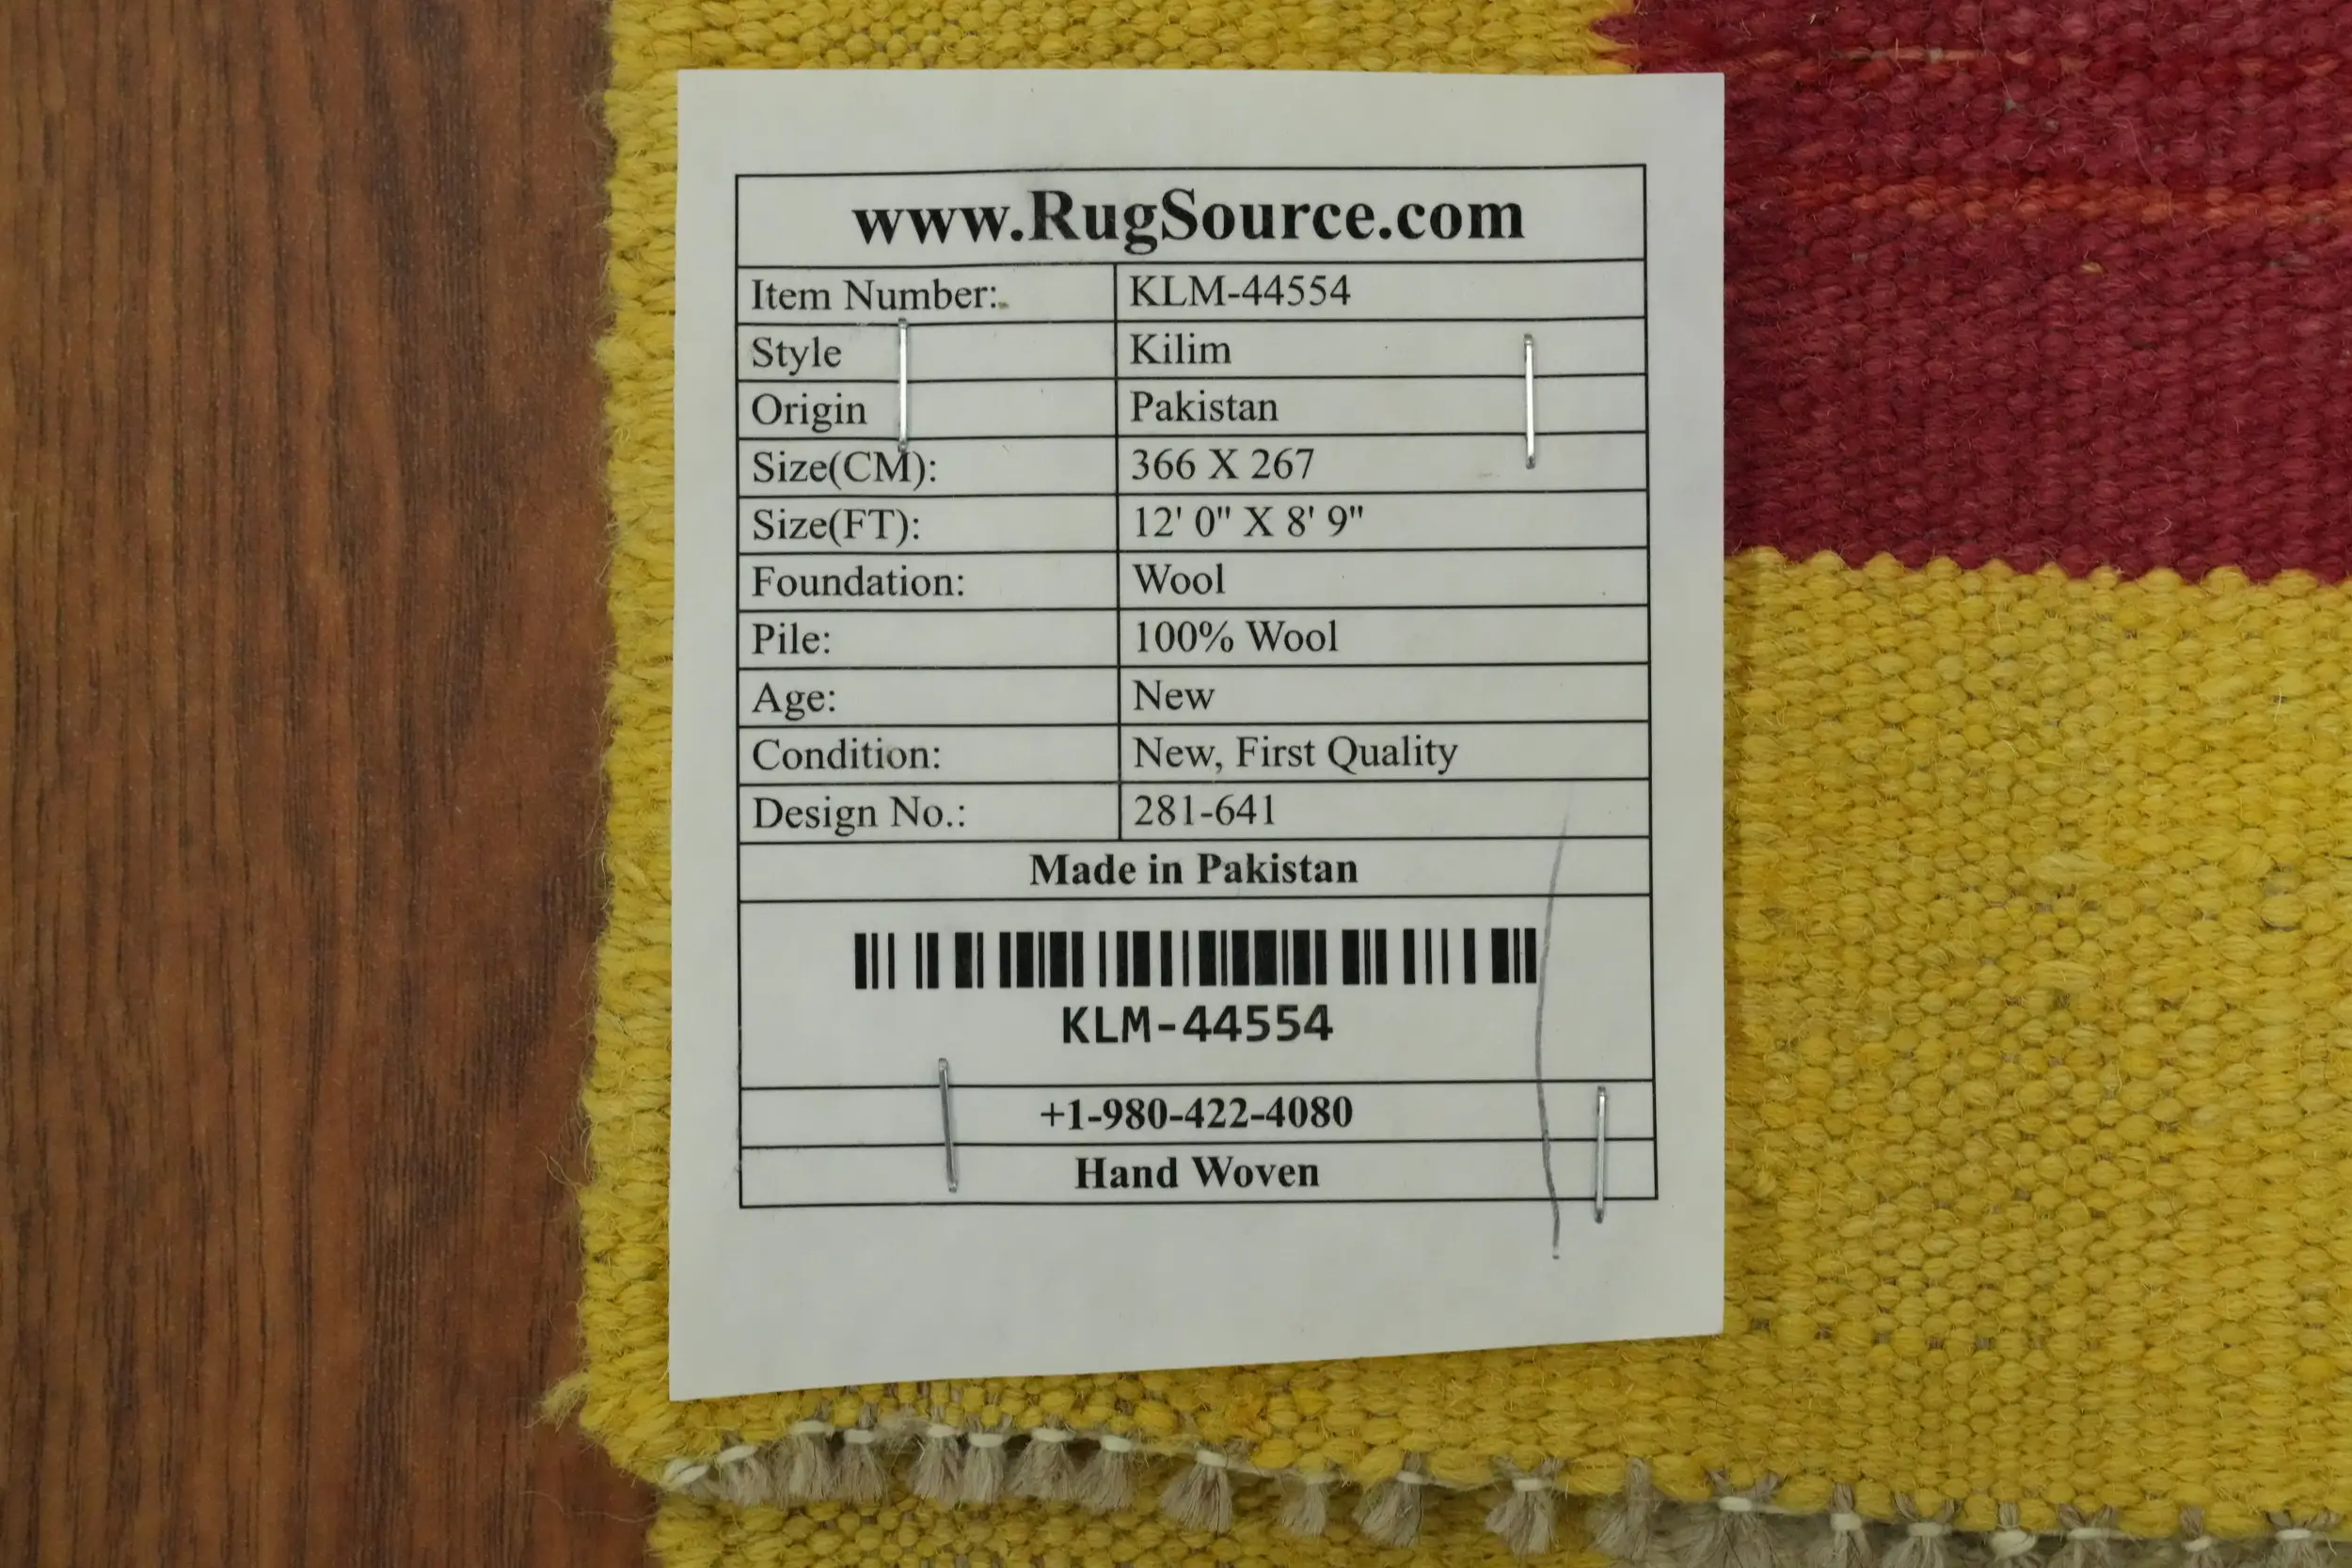 www.RugSource.com
Item Number: KLM-44554
Style Kilim
Origin Pakistan
Size(CM): 366 X 267
Size(FT): 12' 0" X 8' 9"
Foundation: Wool
Pile: 100% Wool
Age: New
Condition: New, First Quality
Design No.: 281-641
Made in Pakistan
KLM-44554
+1-980-422-4080
Hand Woven